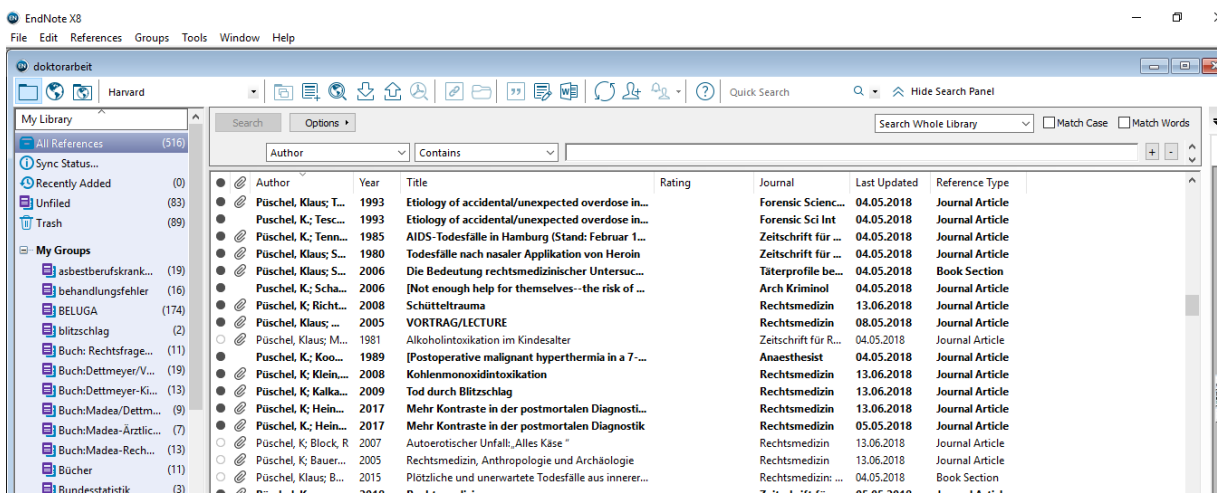 EndNote X8
File Edit References Groups Tools Window Help
doktorarbeit
Harvard Quick Search Hide Search Panel
My Library
All References (516)
Sync Status...
Recently Added (0)
Unfiled (83)
Trash (89)
My Groups
asbestberufskrank... (19)
behandlungsfehler (16)
BELUGA (174)
blitzschlag (2)
Buch: Rechtsfrage... (11)
Buch:Dettmeyer/V... (19)
Buch:Dettmeyer-Ki... (13)
Buch:Madea/Dettm... (9)
Buch:Madea-Ärztlic... (7)
Buch:Madea-Rech... (13)
Bücher (11)
Bundesstatistik (3)
Search Options Search Whole Library Match Case Match Words
Author Contains + -
Author Year Title Rating Journal Last Updated Reference Type
Püschel, Klaus; T... 1993 Etiology of accidental/unexpected overdose in... Forensic Scienc... 04.05.2018 Journal Article
Puschel, K.; Tesc... 1993 Etiology of accidental/unexpected overdose in... Forensic Sci Int 04.05.2018 Journal Article
Püschel, K.; Tenn... 1985 AIDS-Todesfälle in Hamburg (Stand: Februar 1... Zeitschrift für ... 04.05.2018 Journal Article
Püschel, Klaus; S... 1980 Todesfälle nach nasaler Applikation von Heroin Zeitschrift für ... 04.05.2018 Journal Article
Püschel, Klaus; S... 2006 Die Bedeutung rechtsmedizinischer Untersuc... Täterprofile be... 04.05.2018 Book Section
Puschel, K.; Scha... 2006 [Not enough help for themselves--the risk of ... Arch Kriminol 04.05.2018 Journal Article
Püschel, K; Richt... 2008 Schütteltrauma Rechtsmedizin 13.06.2018 Journal Article
Püschel, Klaus; ... 2005 VORTRAG/LECTURE Rechtsmedizin 08.05.2018 Journal Article
Püschel, Klaus; M... 1981 Alkoholintoxikation im Kindesalter Zeitschrift für R... 04.05.2018 Journal Article
Puschel, K.; Koo... 1989 [Postoperative malignant hyperthermia in a 7-... Anaesthesist 04.05.2018 Journal Article
Püschel, K; Klein,... 2008 Kohlenmonoxidintoxikation Rechtsmedizin 13.06.2018 Journal Article
Püschel, K; Kalka... 2009 Tod durch Blitzschlag Rechtsmedizin 13.06.2018 Journal Article
Püschel, K; Hein... 2017 Mehr Kontraste in der postmortalen Diagnosti... Rechtsmedizin 13.06.2018 Journal Article
Püschel, K.; Hein... 2017 Mehr Kontraste in der postmortalen Diagnostik Rechtsmedizin 05.05.2018 Journal Article
Püschel, K; Block, R 2007 Autoerotischer Unfall:„Alles Käse “ Rechtsmedizin 13.06.2018 Journal Article
Püschel, K; Bauer... 2005 Rechtsmedizin, Anthropologie und Archäologie Rechtsmedizin 13.06.2018 Journal Article
Püschel, Klaus; B... 2015 Plötzliche und unerwartete Todesfälle aus innerer... Rechtsmedizin: ... 04.05.2018 Book Section